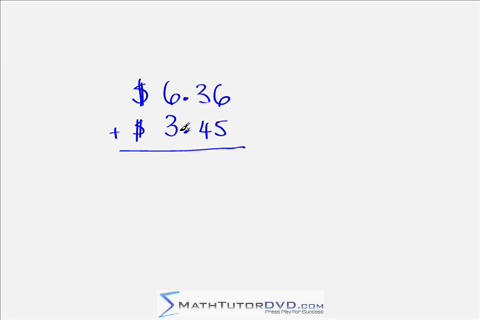 $ 6.36
+ $ 3.45
MATHTUTORDVD.COM
Press Play For Success